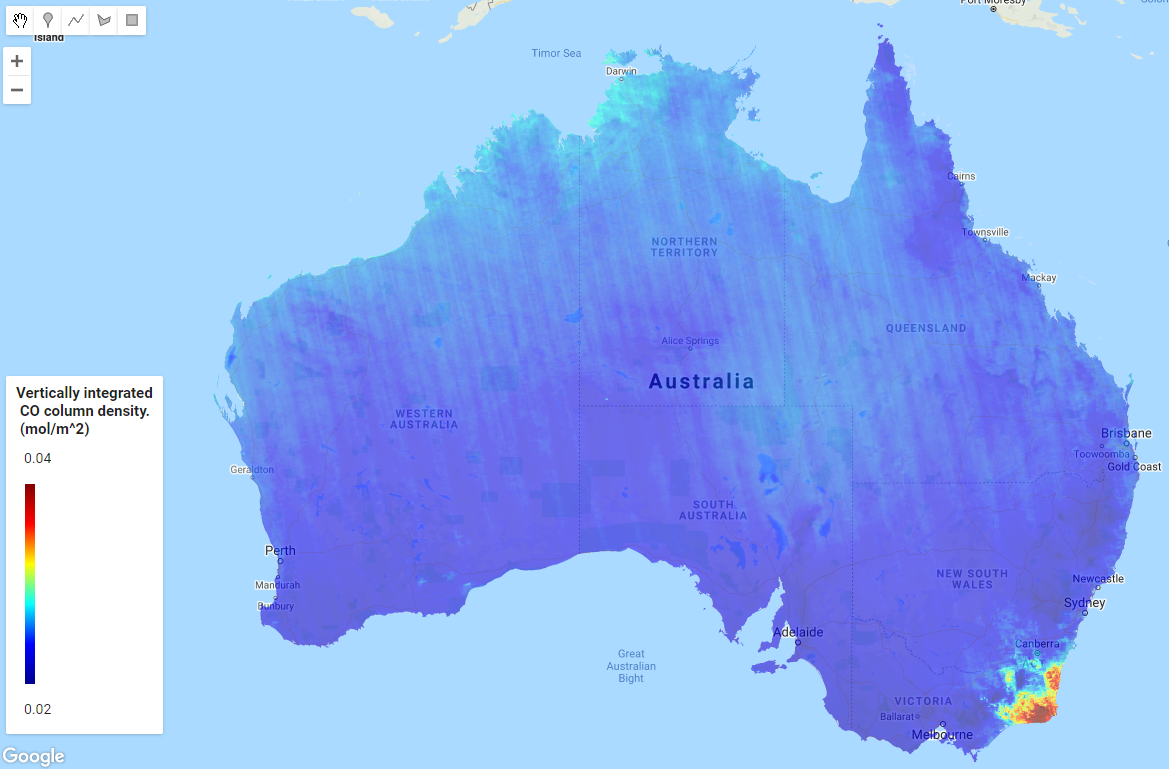 Port Moresby
Island
+
−
Timor Sea
Darwin
Cairns
Townsville
Mackay
NORTHERN
TERRITORY
QUEENSLAND
Alice Springs
Australia
WESTERN
AUSTRALIA
Vertically integrated
CO column density.
(mol/m^2)
0.04
0.02
Brisbane
Toowoomba
Gold Coast
Geraldton
SOUTH
AUSTRALIA
Perth
Mandurah
Bunbury
NEW SOUTH
WALES
Newcastle
Sydney
Adelaide
Canberra
Great
Australian
Bight
VICTORIA
Ballarat
Melbourne
Google